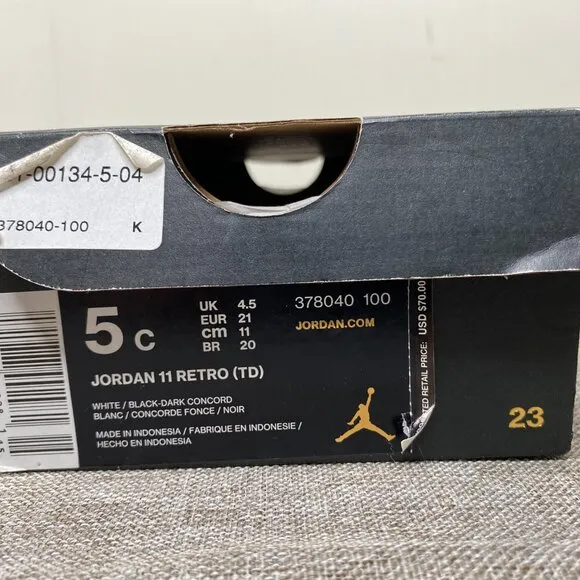 -00134-5-04
378040-100 K
5 C
UK 4.5
EUR 21
cm 11
BR 20
378040 100
JORDAN.COM
JORDAN 11 RETRO (TD)
WHITE / BLACK-DARK CONCORD
BLANC / CONCORDE FONCE / NOIR
MADE IN INDONESIA / FABRIQUE EN INDONESIE /
HECHO EN INDONESIA
RETAIL PRICE: USD $70.00
23